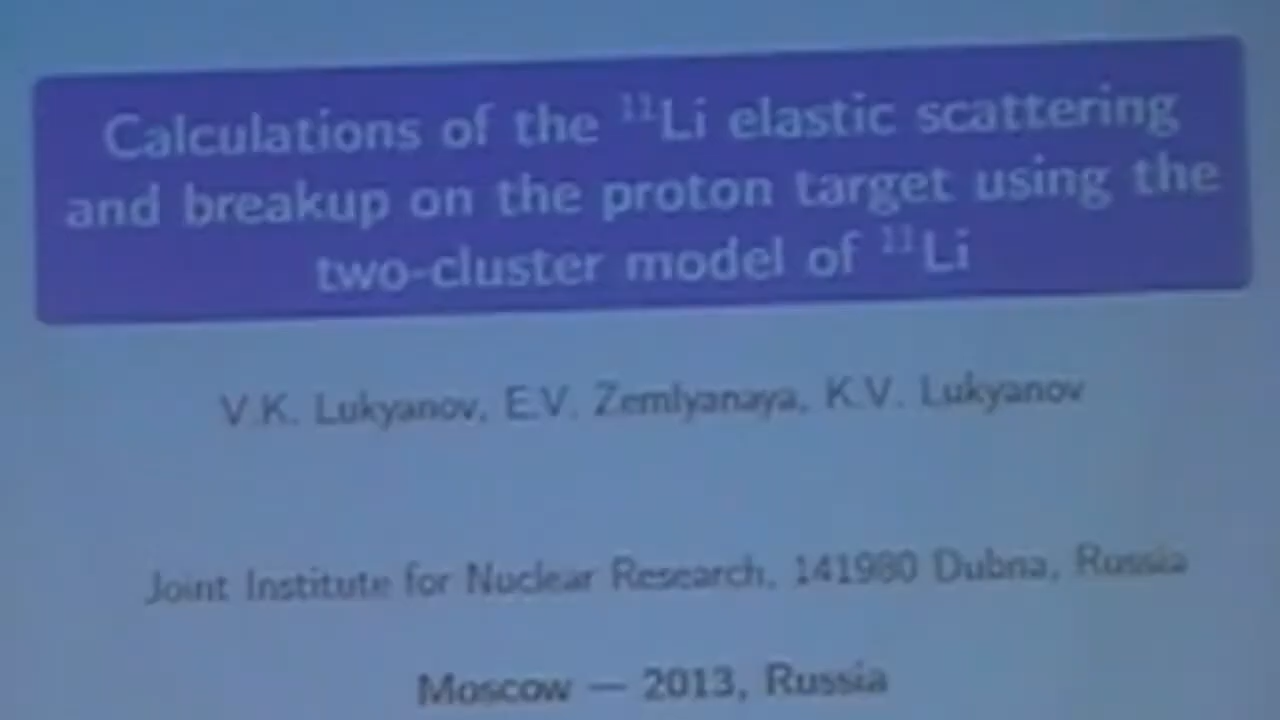 Calculations of the ¹¹Li elastic scattering
and breakup on the proton target using the
two-cluster model of ¹¹Li
V.K. Lukyanov, E.V. Zemlyanaya, K.V. Lukyanov
Joint Institute for Nuclear Research, 141980 Dubna, Russia
Moscow — 2013, Russia